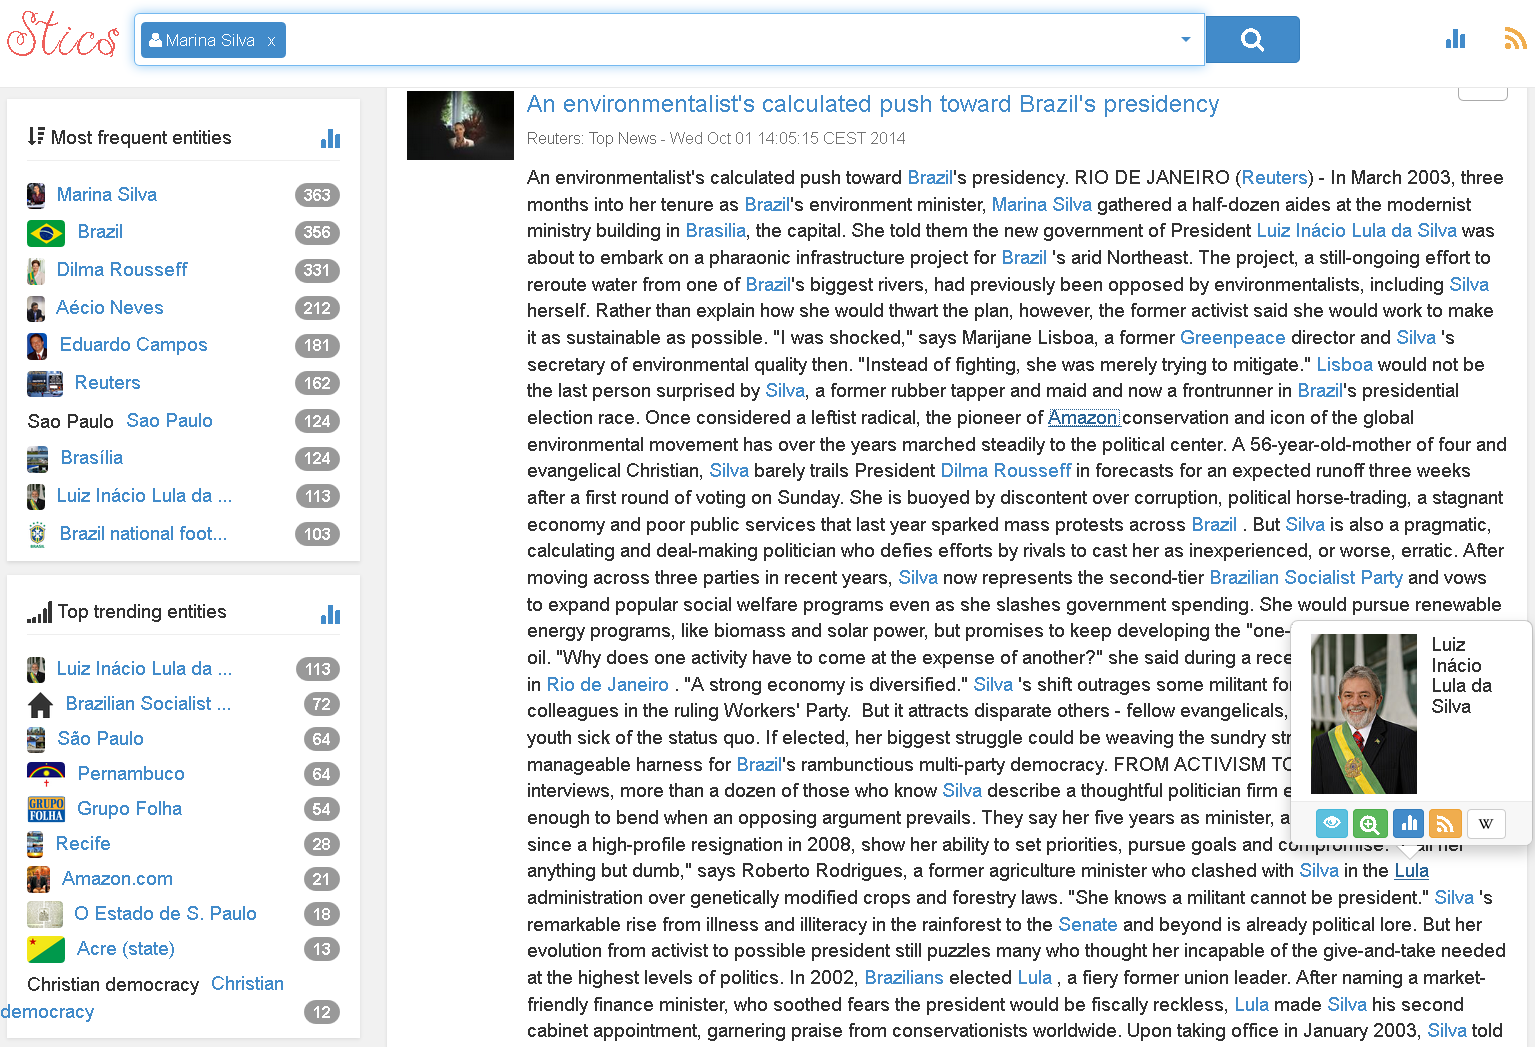 Stics
Marina Silva x
Most frequent entities
Marina Silva 363
Brazil 356
Dilma Rousseff 331
Aécio Neves 212
Eduardo Campos 181
Reuters 162
Sao Paulo Sao Paulo 124
Brasília 124
Luiz Inácio Lula da ... 113
Brazil national foot... 103
Top trending entities
Luiz Inácio Lula da ... 113
Brazilian Socialist ... 72
São Paulo 64
Pernambuco 64
GRUPO FOLHA Grupo Folha 54
Recife 28
Amazon.com 21
O Estado de S. Paulo 18
Acre (state) 13
Christian democracy Christian
democracy 12
An environmentalist's calculated push toward Brazil's presidency
Reuters: Top News - Wed Oct 01 14:05:15 CEST 2014
An environmentalist's calculated push toward Brazil's presidency. RIO DE JANEIRO (Reuters) - In March 2003, three
months into her tenure as Brazil's environment minister, Marina Silva gathered a half-dozen aides at the modernist
ministry building in Brasilia, the capital. She told them the new government of President Luiz Inácio Lula da Silva was
about to embark on a pharaonic infrastructure project for Brazil 's arid Northeast. The project, a still-ongoing effort to
reroute water from one of Brazil's biggest rivers, had previously been opposed by environmentalists, including Silva
herself. Rather than explain how she would thwart the plan, however, the former activist said she would work to make
it as sustainable as possible. "I was shocked," says Marijane Lisboa, a former Greenpeace director and Silva 's
secretary of environmental quality then. "Instead of fighting, she was merely trying to mitigate." Lisboa would not be
the last person surprised by Silva, a former rubber tapper and maid and now a frontrunner in Brazil's presidential
election race. Once considered a leftist radical, the pioneer of Amazon conservation and icon of the global
environmental movement has over the years marched steadily to the political center. A 56-year-old-mother of four and
evangelical Christian, Silva barely trails President Dilma Rousseff in forecasts for an expected runoff three weeks
after a first round of voting on Sunday. She is buoyed by discontent over corruption, political horse-trading, a stagnant
economy and poor public services that last year sparked mass protests across Brazil . But Silva is also a pragmatic,
calculating and deal-making politician who defies efforts by rivals to cast her as inexperienced, or worse, erratic. After
moving across three parties in recent years, Silva now represents the second-tier Brazilian Socialist Party and vows
to expand popular social welfare programs even as she slashes government spending. She would pursue renewable
energy programs, like biomass and solar power, but promises to keep developing the "one-
oil. "Why does one activity have to come at the expense of another?" she said during a rece
in Rio de Janeiro . "A strong economy is diversified." Silva 's shift outrages some militant for
colleagues in the ruling Workers' Party. But it attracts disparate others - fellow evangelicals,
youth sick of the status quo. If elected, her biggest struggle could be weaving the sundry str
manageable harness for Brazil's rambunctious multi-party democracy. FROM ACTIVISM TO
interviews, more than a dozen of those who know Silva describe a thoughtful politician firm e
enough to bend when an opposing argument prevails. They say her five years as minister, a
since a high-profile resignation in 2008, show her ability to set priorities, pursue goals and compromise. all her
anything but dumb," says Roberto Rodrigues, a former agriculture minister who clashed with Silva in the Lula
administration over genetically modified crops and forestry laws. "She knows a militant cannot be president." Silva 's
remarkable rise from illness and illiteracy in the rainforest to the Senate and beyond is already political lore. But her
evolution from activist to possible president still puzzles many who thought her incapable of the give-and-take needed
at the highest levels of politics. In 2002, Brazilians elected Lula , a fiery former union leader. After naming a market-
friendly finance minister, who soothed fears the president would be fiscally reckless, Lula made Silva his second
cabinet appointment, garnering praise from conservationists worldwide. Upon taking office in January 2003, Silva told
Luiz
Inácio
Lula da
Silva
W